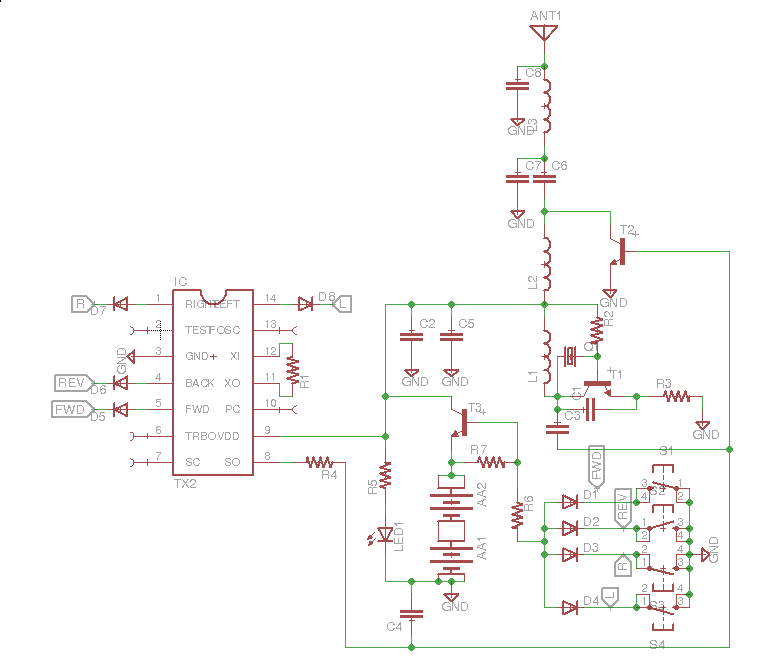 ANT1
C8
L3
GND
C7
C6
GND
T2
L2
GND
IC
R
D7
1
RIGHT
LEFT
14
D8
L
2
TESTF
OSC
13
GND
3
GND+
XI
12
R1
REV
D6
4
BACK
XO
11
FWD
D5
5
FWD
PC
10
6
TRBO
VDD
9
7
SC
SO
8
TX2
R4
C2
C5
GND
GND
R2
L1
T1
C3
R3
GND
T3
R7
R5
R6
AA2
AA1
LED1
GND
C4
FWD
REV
R
L
D1
D2
D3
D4
S1
3
4
1
2
S2
1
2
3
4
GND
2
1
4
3
S3
2
1
4
3
S4